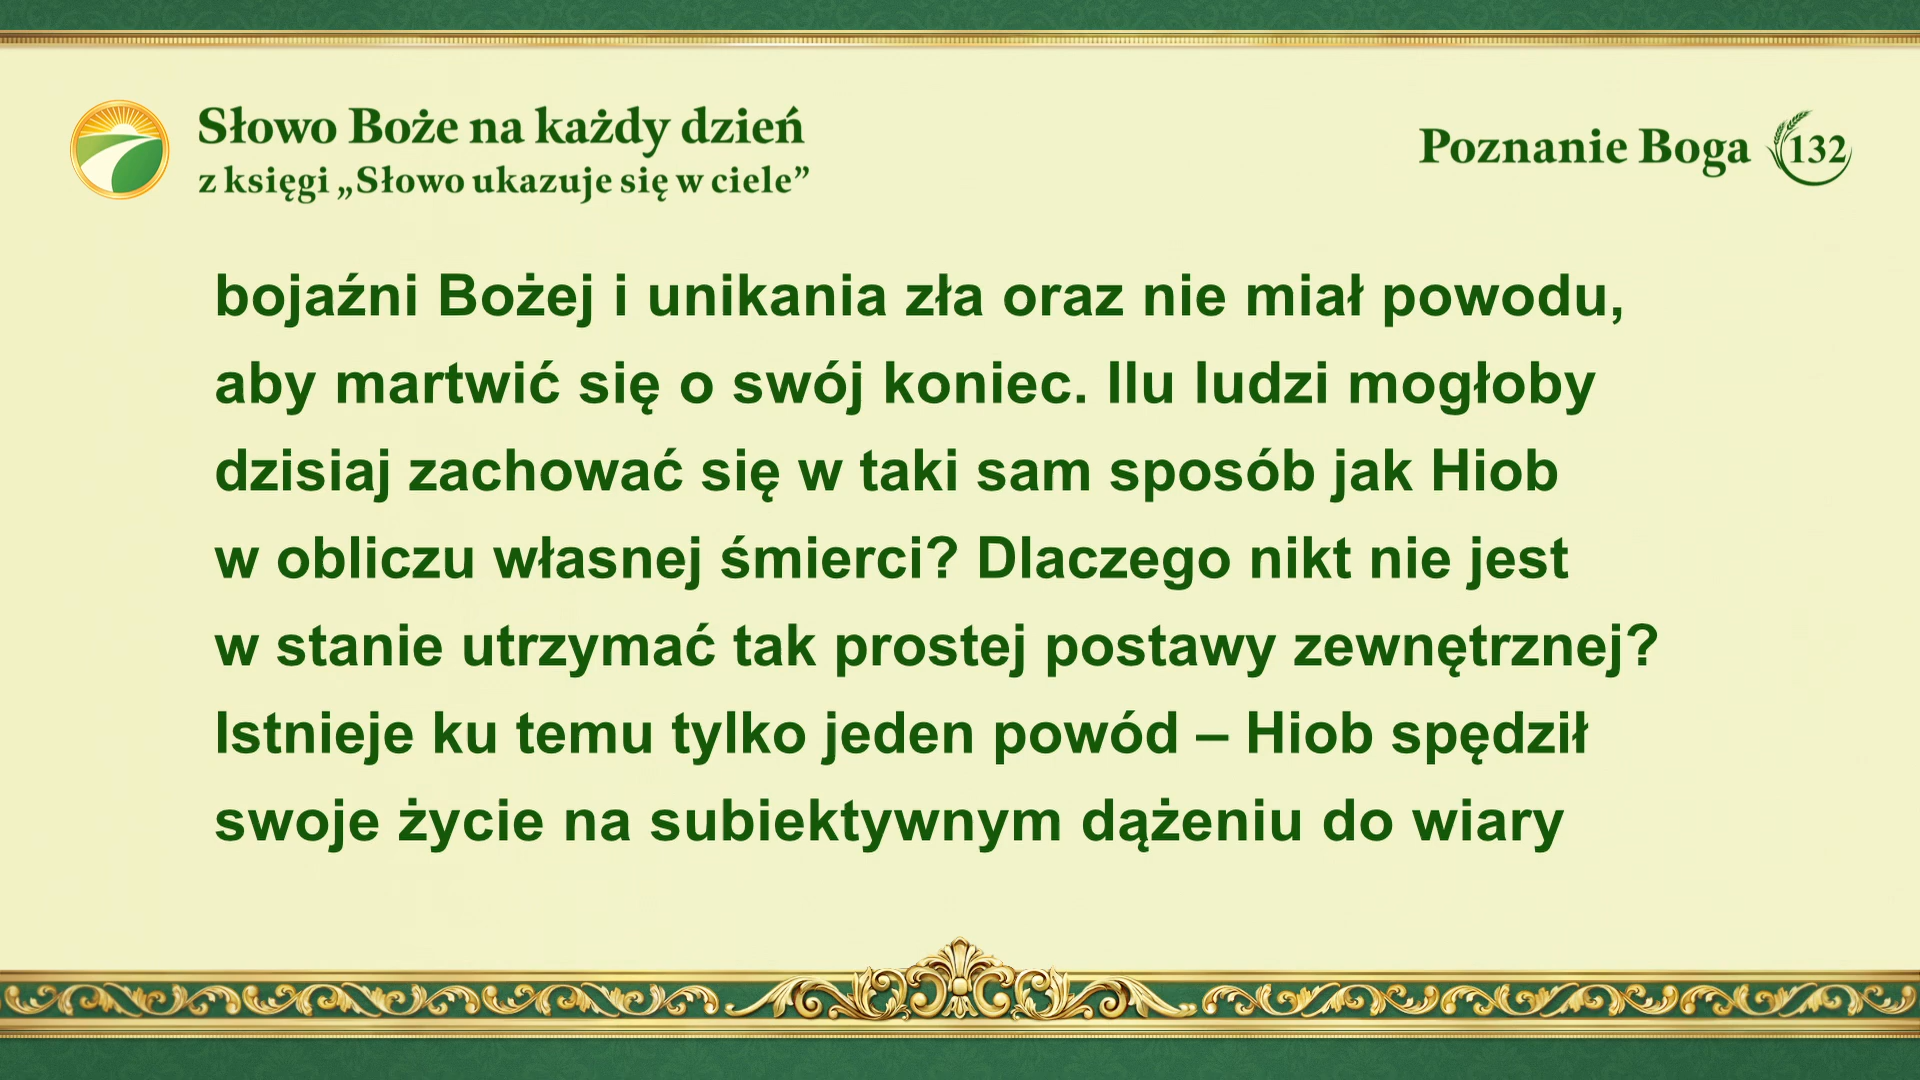 Słowo Boże na każdy dzień
z księgi „Słowo ukazuje się w ciele”
Poznanie Boga 132
bojaźni Bożej i unikania zła oraz nie miał powodu,
aby martwić się o swój koniec. Ilu ludzi mogłoby
dzisiaj zachować się w taki sam sposób jak Hiob
w obliczu własnej śmierci? Dlaczego nikt nie jest
w stanie utrzymać tak prostej postawy zewnętrznej?
Istnieje ku temu tylko jeden powód – Hiob spędził
swoje życie na subiektywnym dążeniu do wiary